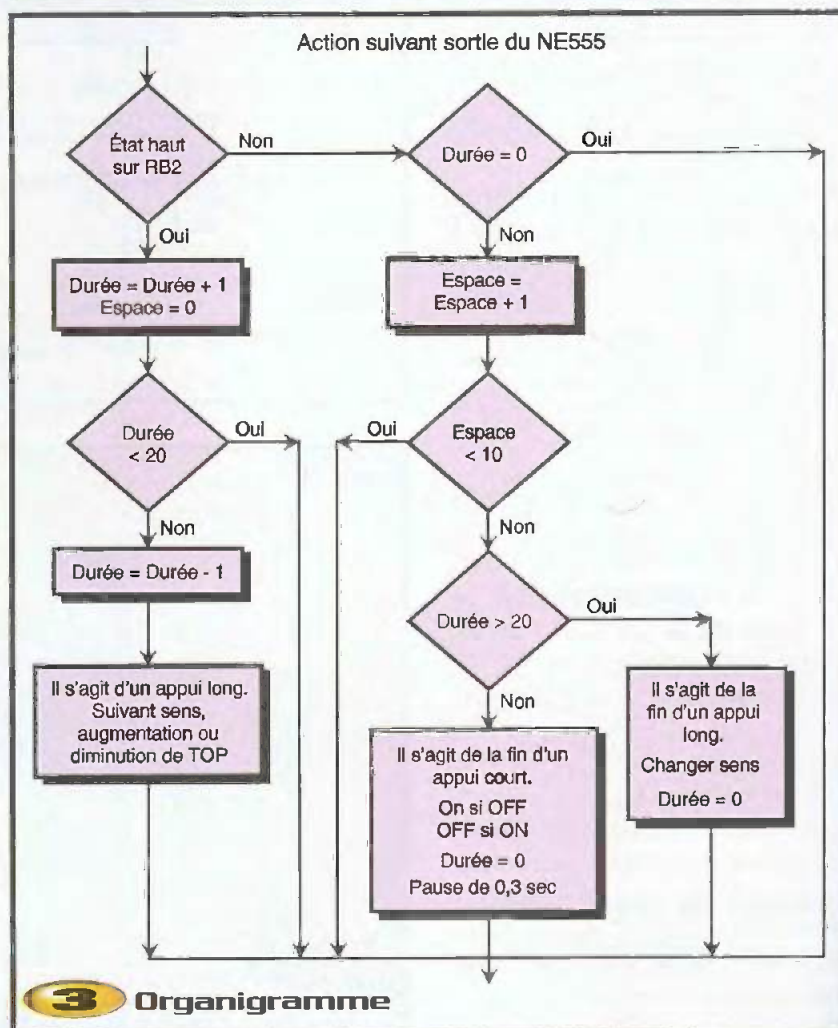 Action suivant sortie du NE555
État haut
sur RB2
Non
Oui
Durée = 0
Oui
Non
Durée = Durée + 1
Espace = 0
Espace =
Espace + 1
Durée
< 20
Oui
Non
Oui
Espace
< 10
Non
Durée = Durée - 1
Durée > 20
Oui
Non
Il s'agit d'un appui long.
Suivant sens,
augmentation ou
diminution de TOP
Il s'agit de la fin d'un
appui court.
On si OFF
OFF si ON
Durée = 0
Pause de 0,3 sec
Il s'agit de la
fin d'un appui
long.
Changer sens
Durée = 0
3 Organigramme